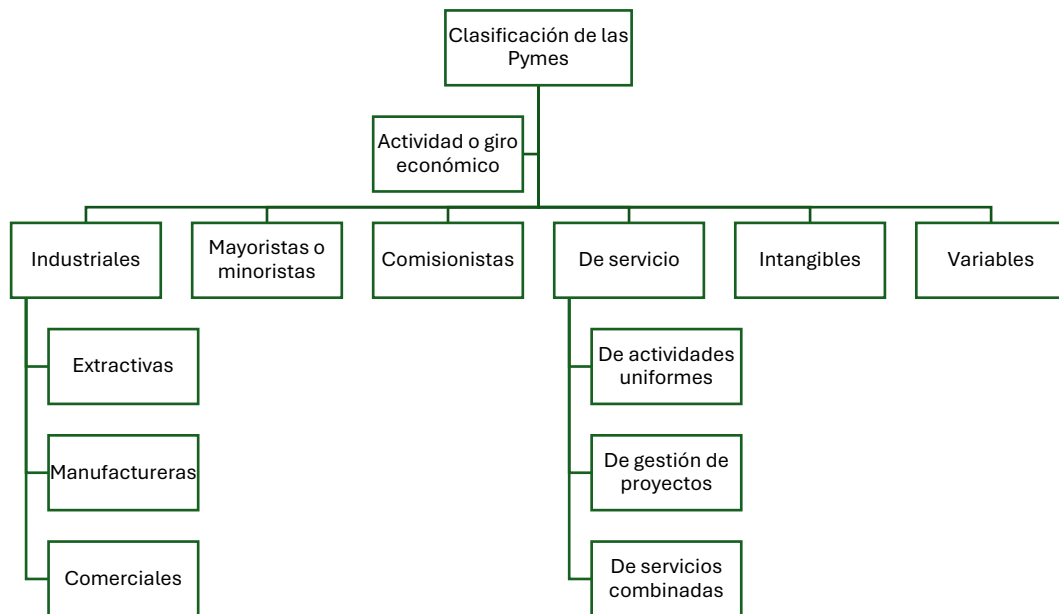 Clasificación de las
Pymes
Actividad o giro
económico
Industriales
Mayoristas o
minoristas
Comisionistas
De servicio
Intangibles
Variables
Extractivas
Manufactureras
Comerciales
De actividades
uniformes
De gestión de
proyectos
De servicios
combinadas